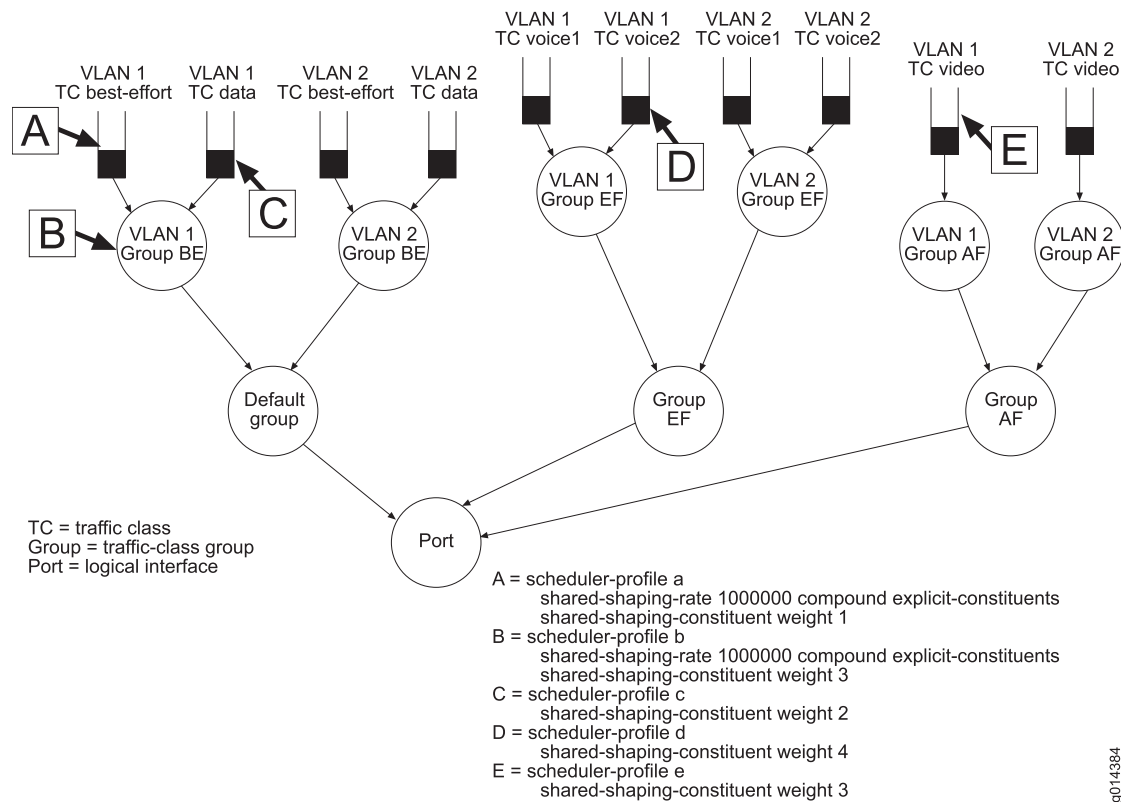 VLAN 1
TC best-effort
VLAN 1
TC data
VLAN 2
TC best-effort
VLAN 2
TC data
VLAN 1
TC voice1
VLAN 1
TC voice2
VLAN 2
TC voice1
VLAN 2
TC voice2
VLAN 1
TC video
VLAN 2
TC video
A
B
C
D
E
VLAN 1
Group BE
VLAN 2
Group BE
VLAN 1
Group EF
VLAN 2
Group EF
VLAN 1
Group AF
VLAN 2
Group AF
Default
group
Group
EF
Group
AF
Port
TC = traffic class
Group = traffic-class group
Port = logical interface
A = scheduler-profile a
shared-shaping-rate 1000000 compound explicit-constituents
shared-shaping-constituent weight 1
B = scheduler-profile b
shared-shaping-rate 1000000 compound explicit-constituents
shared-shaping-constituent weight 3
C = scheduler-profile c
shared-shaping-constituent weight 2
D = scheduler-profile d
shared-shaping-constituent weight 4
E = scheduler-profile e
shared-shaping-constituent weight 3
g014384